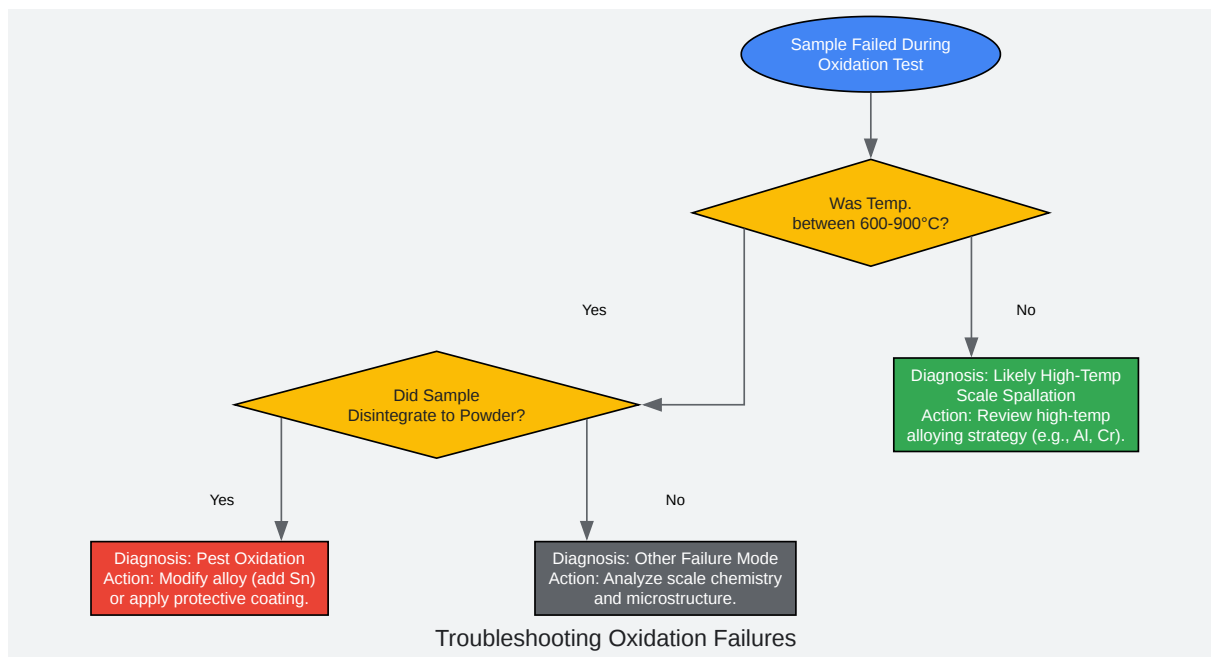 Sample Failed During
Oxidation Test
Was Temp.
between 600-900°C?
Yes
No
Did Sample
Disintegrate to Powder?
Diagnosis: Likely High-Temp
Scale Spallation
Action: Review high-temp
alloying strategy (e.g., Al, Cr).
Yes
No
Diagnosis: Pest Oxidation
Action: Modify alloy (add Sn)
or apply protective coating.
Diagnosis: Other Failure Mode
Action: Analyze scale chemistry
and microstructure.
Troubleshooting Oxidation Failures